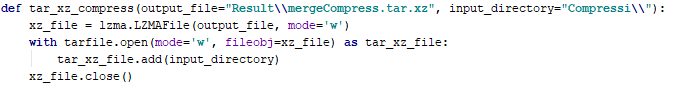 def tar_xz_compress(output_file="Result\\mergeCompress.tar.xz", input_directory="Compressi\\"):
    xz_file = lzma.LZMAFile(output_file, mode='w')
    with tarfile.open(mode='w', fileobj=xz_file) as tar_xz_file:
        tar_xz_file.add(input_directory)
    xz_file.close()